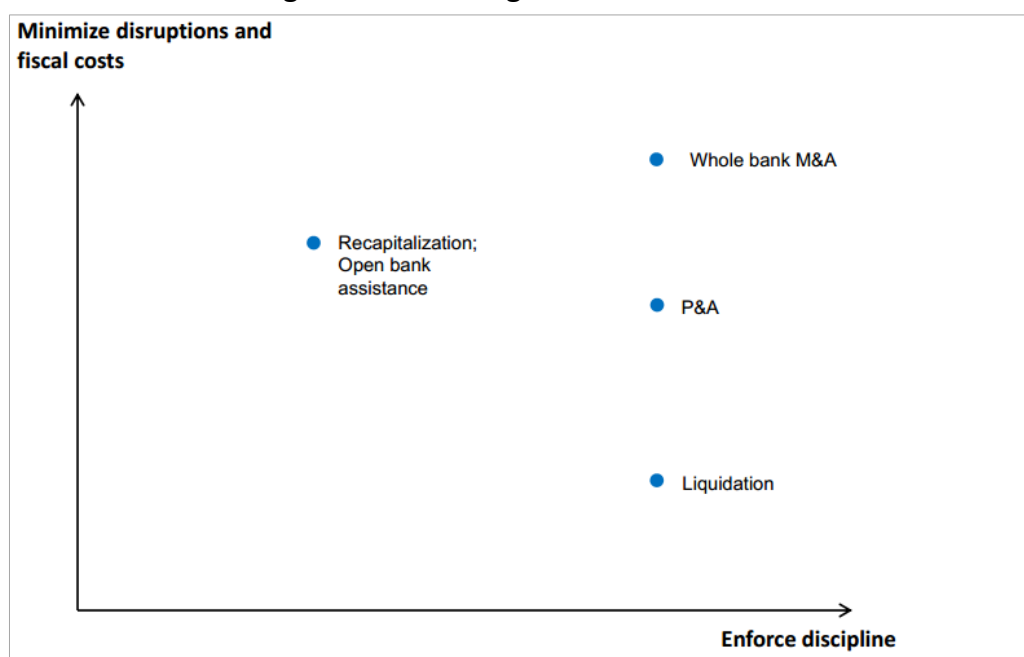 Minimize disruptions and
fiscal costs
Whole bank M&A
Recapitalization;
Open bank
assistance
P&A
Liquidation
Enforce discipline